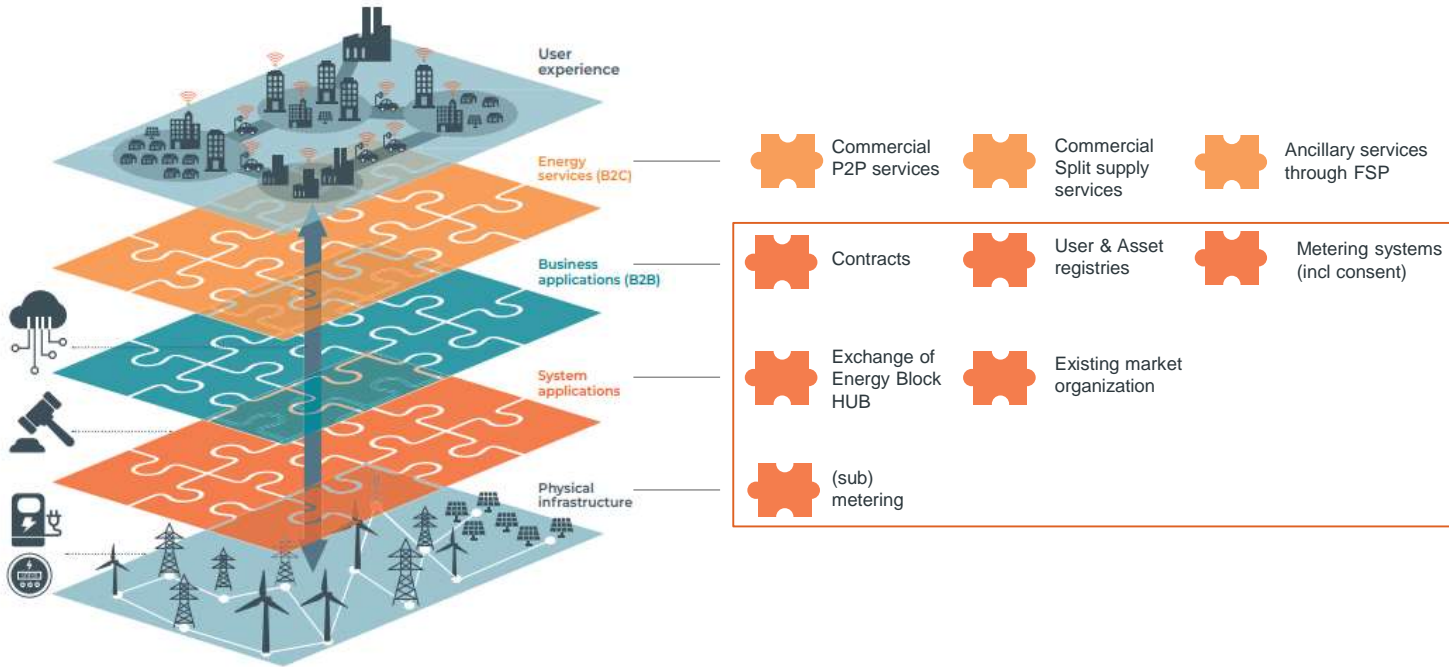 User
experience
Energy
services (B2C)
Commercial
P2P services
Commercial
Split supply
services
Ancillary services
through FSP
Business
applications (B2B)
Contracts
User & Asset
registries
Metering systems
(incl consent)
System
applications
Exchange of
Energy Block
HUB
Existing market
organization
Physical
infrastructure
(sub)
metering